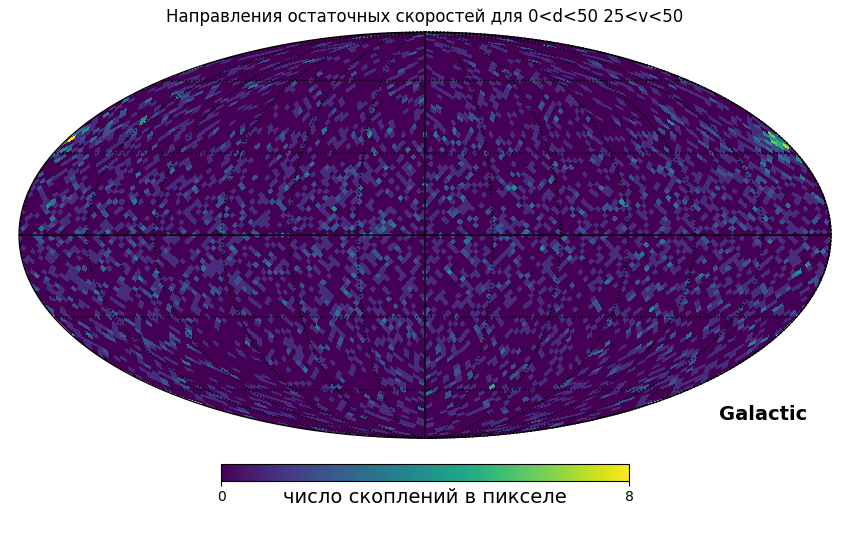 Направления остаточных скоростей для 0<d<50 25<v<50
Galactic
0 8
число скоплений в пикселе